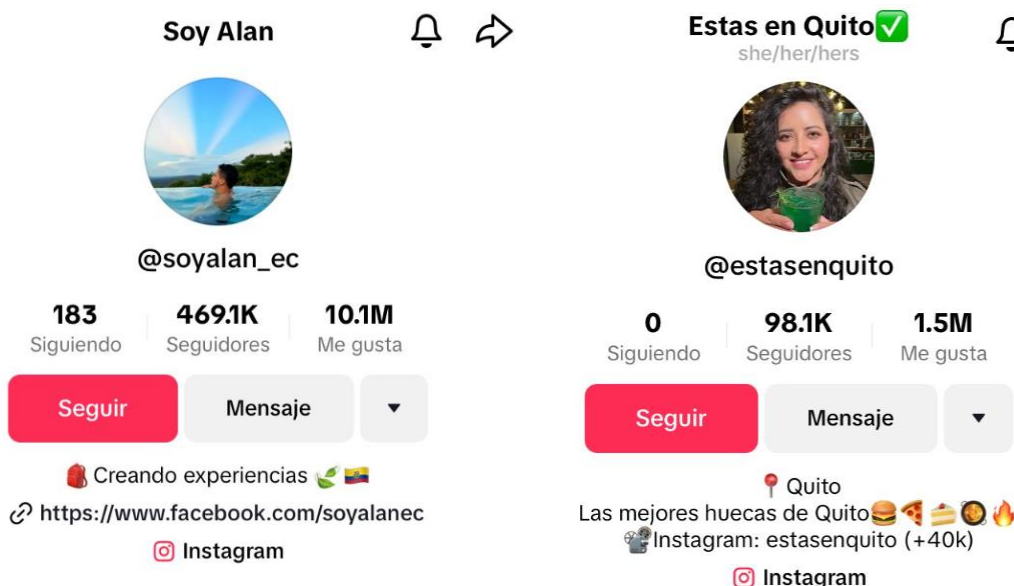 Soy Alan
@soyalan_ec
183 469.1K 10.1M
Siguiendo Seguidores Me gusta
Seguir Mensaje
🎒 Creando experiencias 🌿 🇪🇨
https://www.facebook.com/soyalanec
Instagram
Estas en Quito✅
she/her/hers
@estasenquito
0 98.1K 1.5M
Siguiendo Seguidores Me gusta
Seguir Mensaje
📍 Quito
Las mejores huecas de Quito🍔🍕🍰🥘🔥
📽️Instagram: estasenquito (+40k)
Instagram